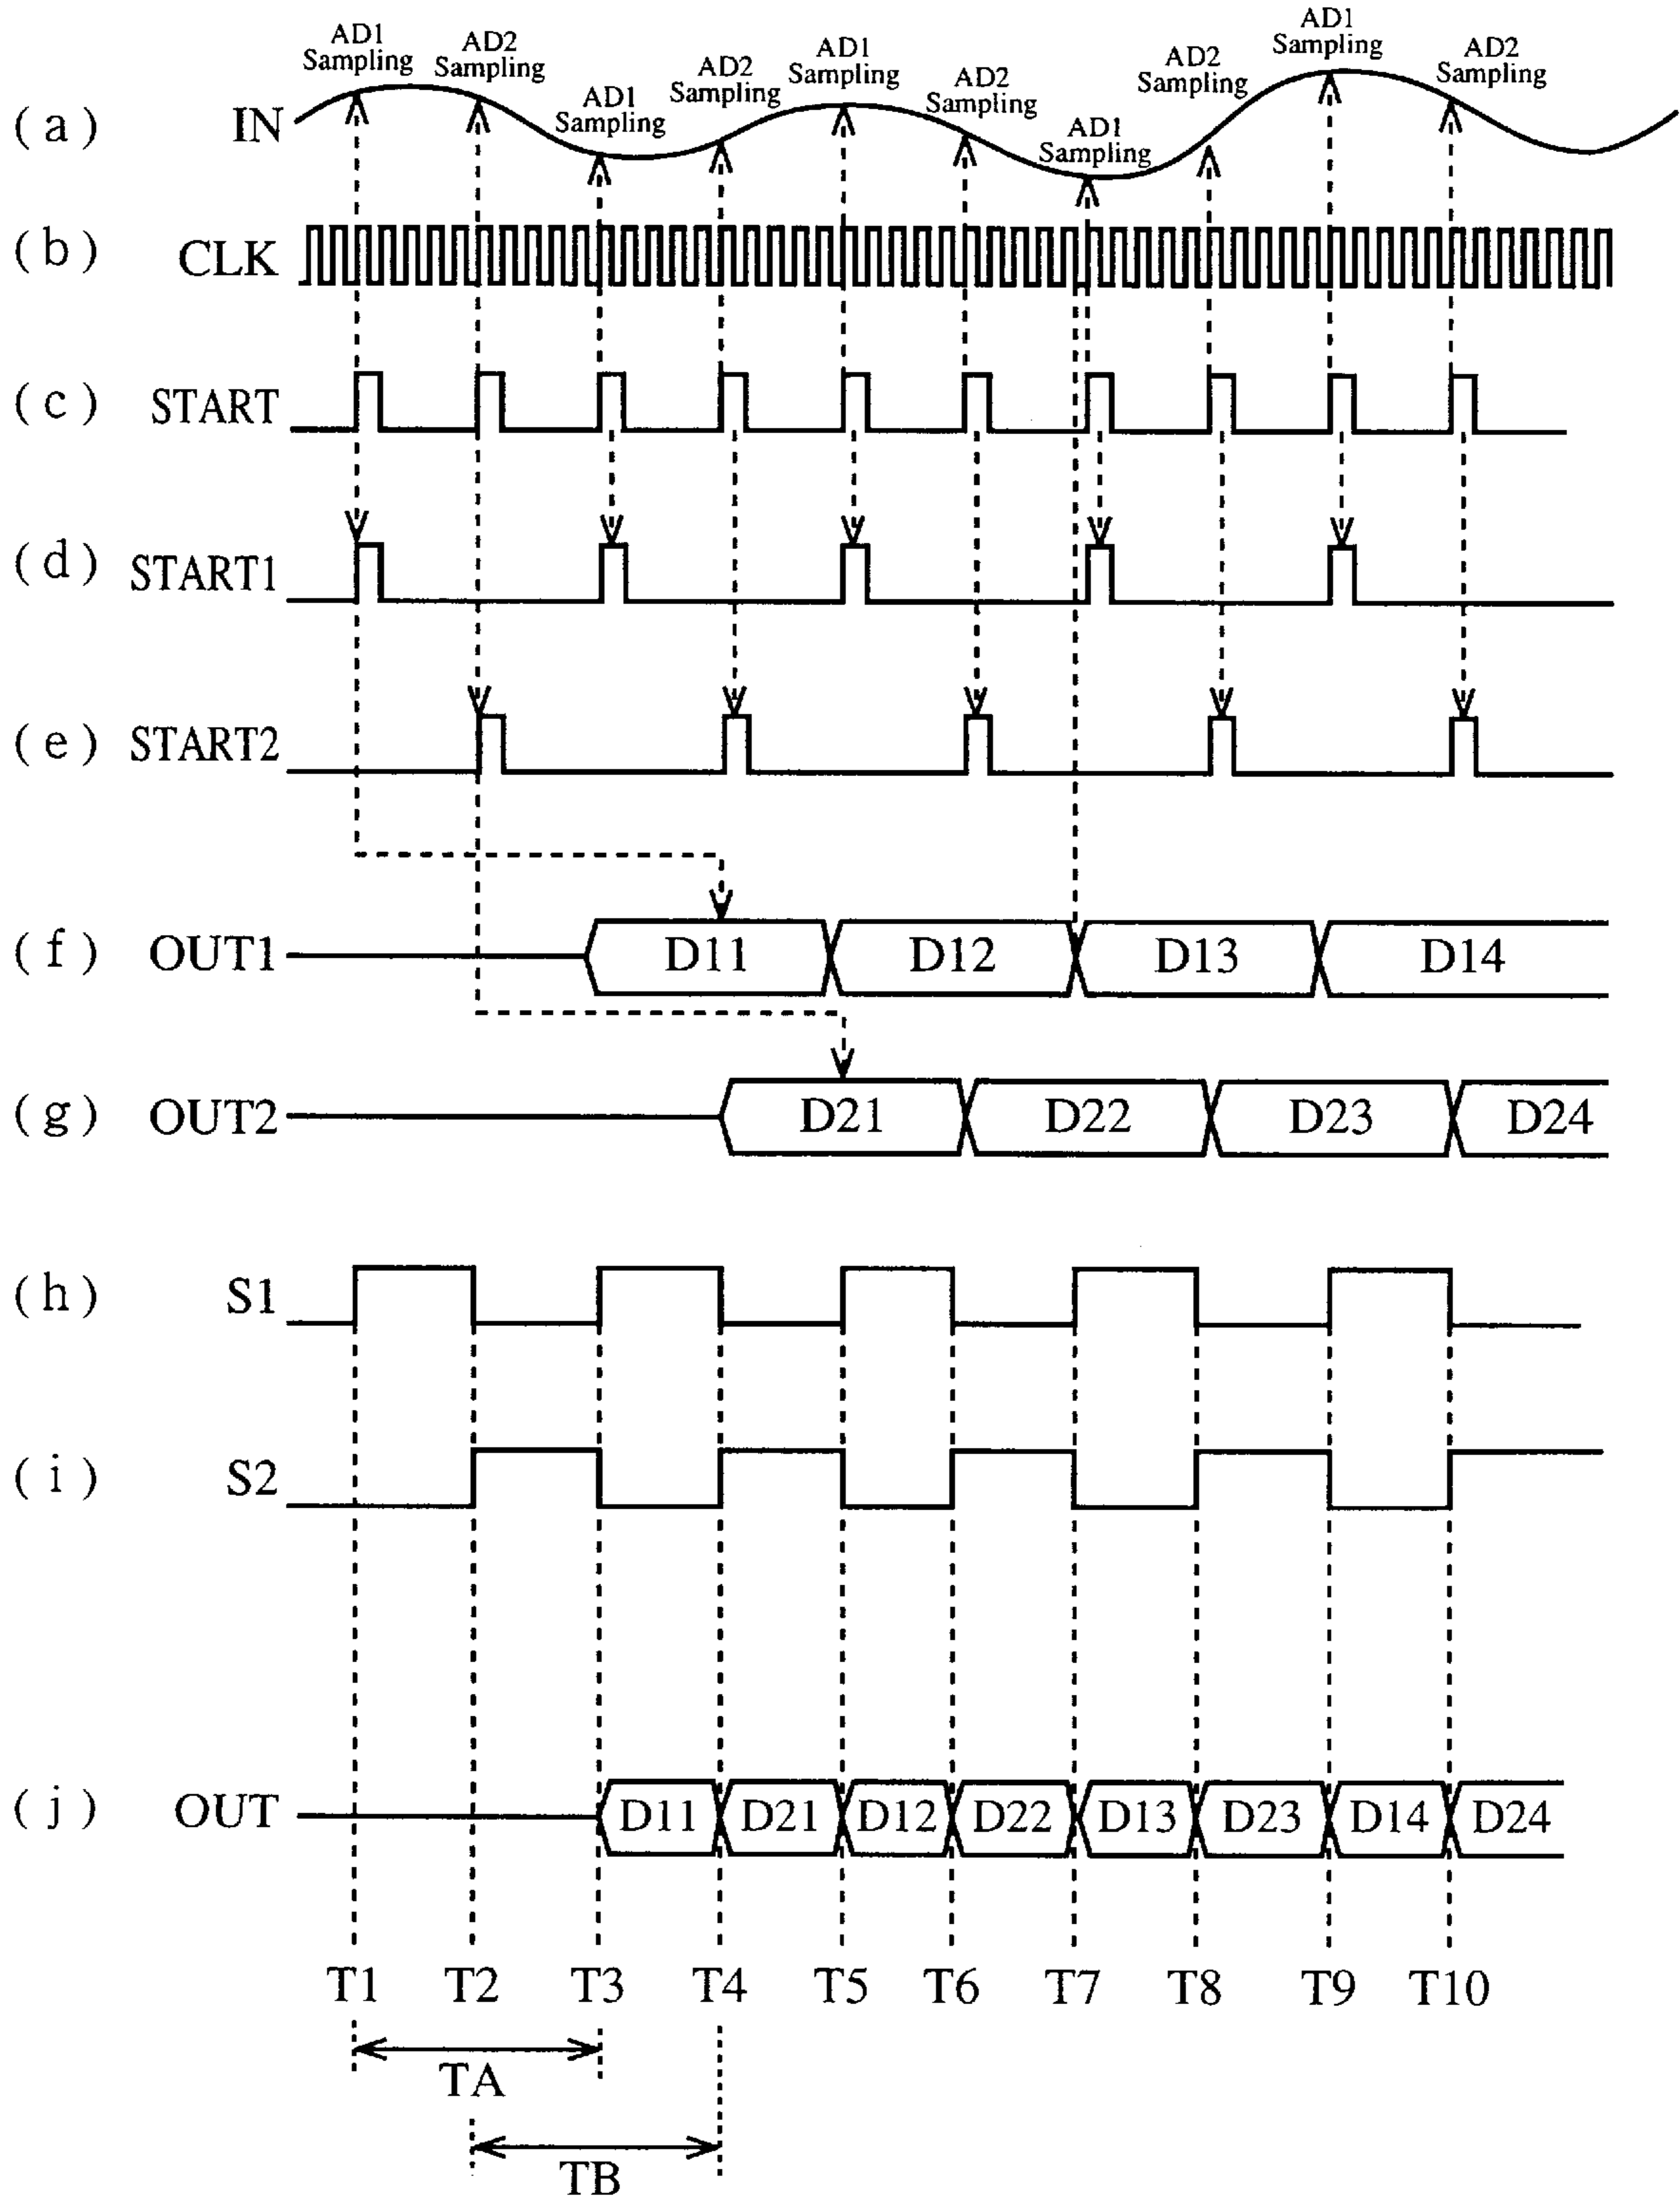 AD1
Sampling
AD2
Sampling
AD1
Sampling
AD2
Sampling
AD1
Sampling
AD2
Sampling
AD1
Sampling
AD2
Sampling
AD1
Sampling
AD2
Sampling
(a) IN
(b) CLK
(c) START
(d) START1
(e) START2
(f) OUT1 D11 D12 D13 D14
(g) OUT2 D21 D22 D23 D24
(h) S1
(i) S2
(j) OUT D11 D21 D12 D22 D13 D23 D14 D24
T1 T2 T3 T4 T5 T6 T7 T8 T9 T10
TA
TB